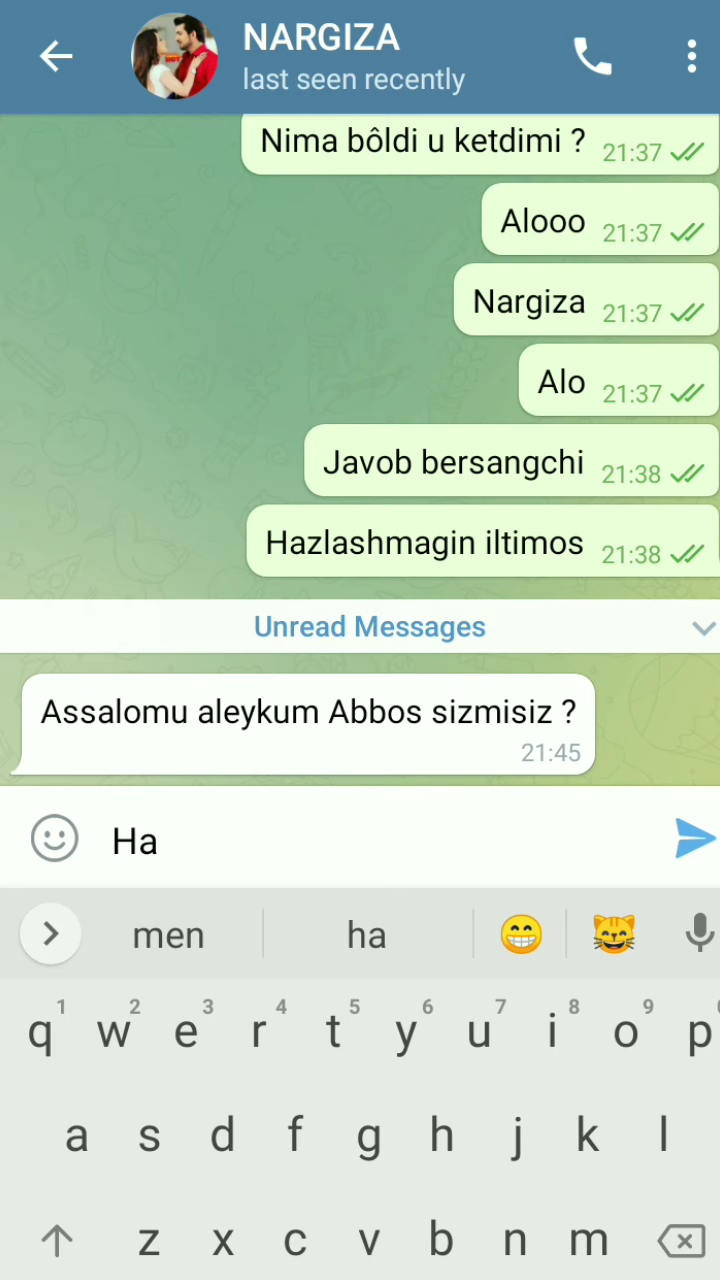 NARGIZA
last seen recently
Nima bôldi u ketdimi ? 21:37
Alooo 21:37
Nargiza 21:37
Alo 21:37
Javob bersangchi 21:38
Hazlashmagin iltimos 21:38
Unread Messages
Assalomu aleykum Abbos sizmisiz ?
21:45
Ha
men ha
1 2 3 4 5 6 7 8 9
q w e r t y u i o p
a s d f g h j k l
z x c v b n m